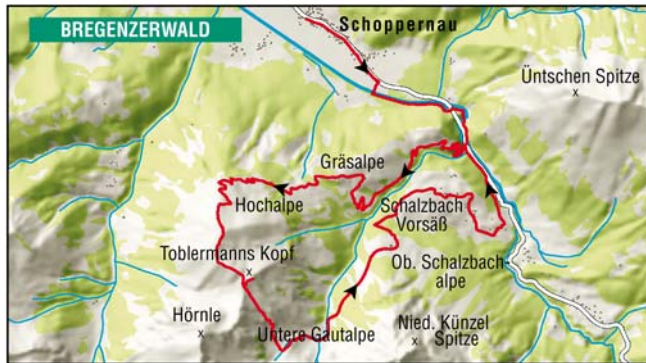 BREGENZERWALD
Schoppernau
Üntschen Spitze
Gräsalpe
Hochalpe
Schalzbach
Vorsäß
Toblermanns Kopf
Ob. Schalzbach-
alpe
Hörnle
Untere Gautalpe
Nied. Künzel
Spitze